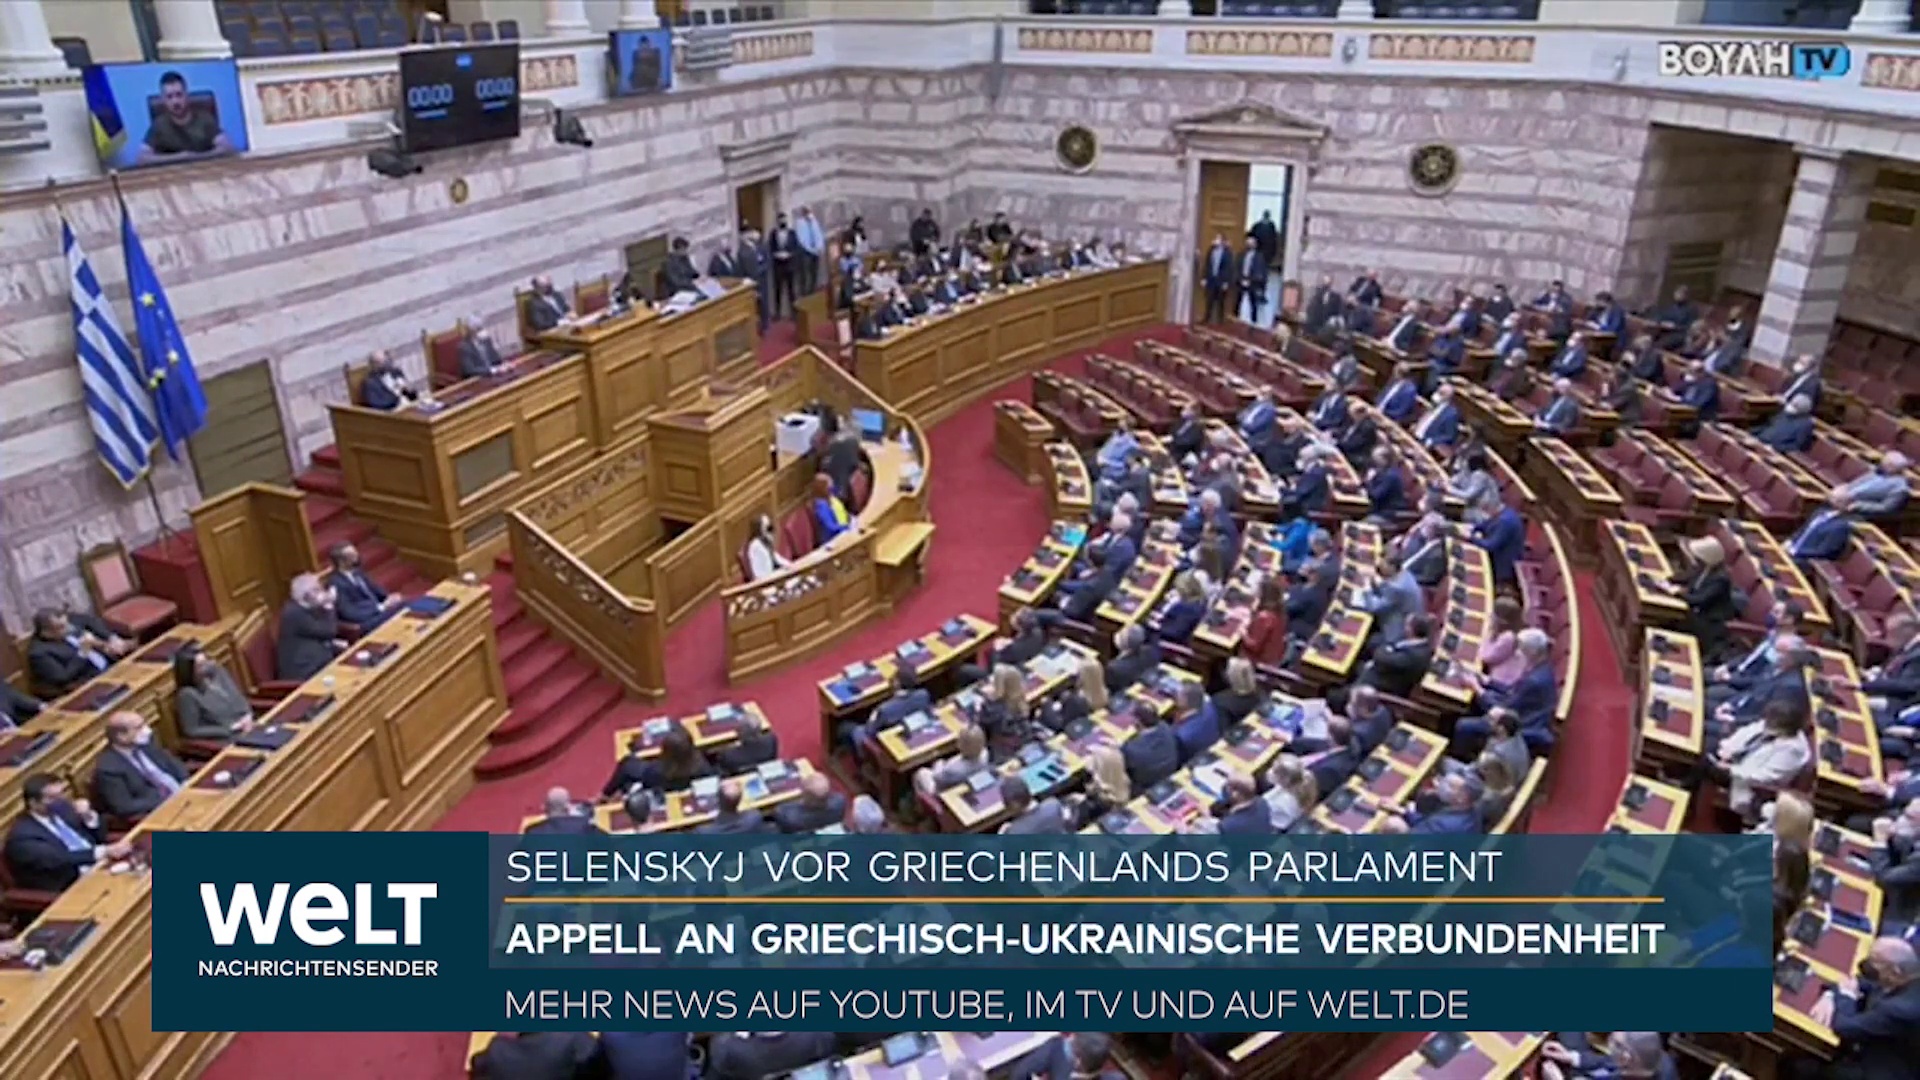 ΒΟΥΛΗ TV
00:00 00:00
SELENSKYJ VOR GRIECHENLANDS PARLAMENT
WELT
NACHRICHTENSENDER
APPELL AN GRIECHISCH-UKRAINISCHE VERBUNDENHEIT
MEHR NEWS AUF YOUTUBE, IM TV UND AUF WELT.DE